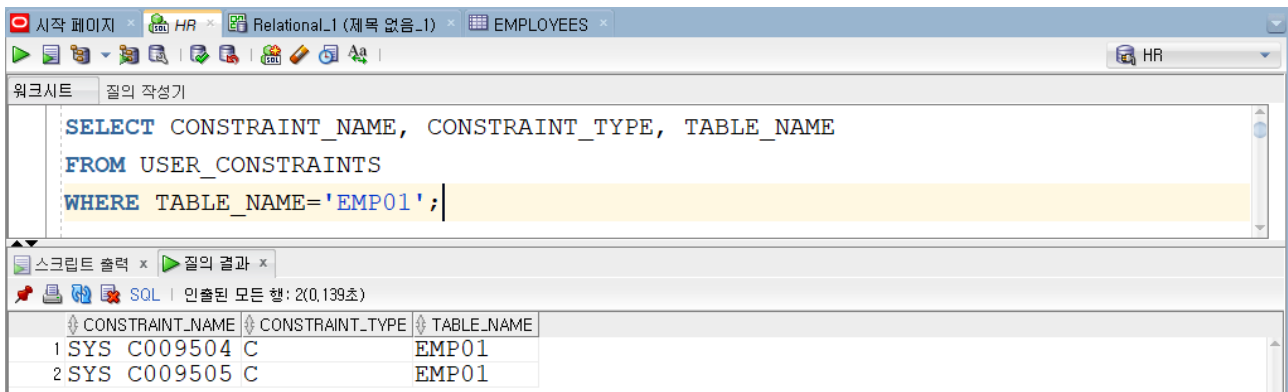 시작 페이지 HR Relational_1 (제목 없음_1) EMPLOYEES
HR
워크시트 질의 작성기
SELECT CONSTRAINT_NAME, CONSTRAINT_TYPE, TABLE_NAME
FROM USER_CONSTRAINTS
WHERE TABLE_NAME='EMP01';
스크립트 출력 x 질의 결과 x
SQL | 인출된 모든 행: 2(0,139초)
CONSTRAINT_NAME CONSTRAINT_TYPE TABLE_NAME
1 SYS_C009504 C EMP01
2 SYS_C009505 C EMP01